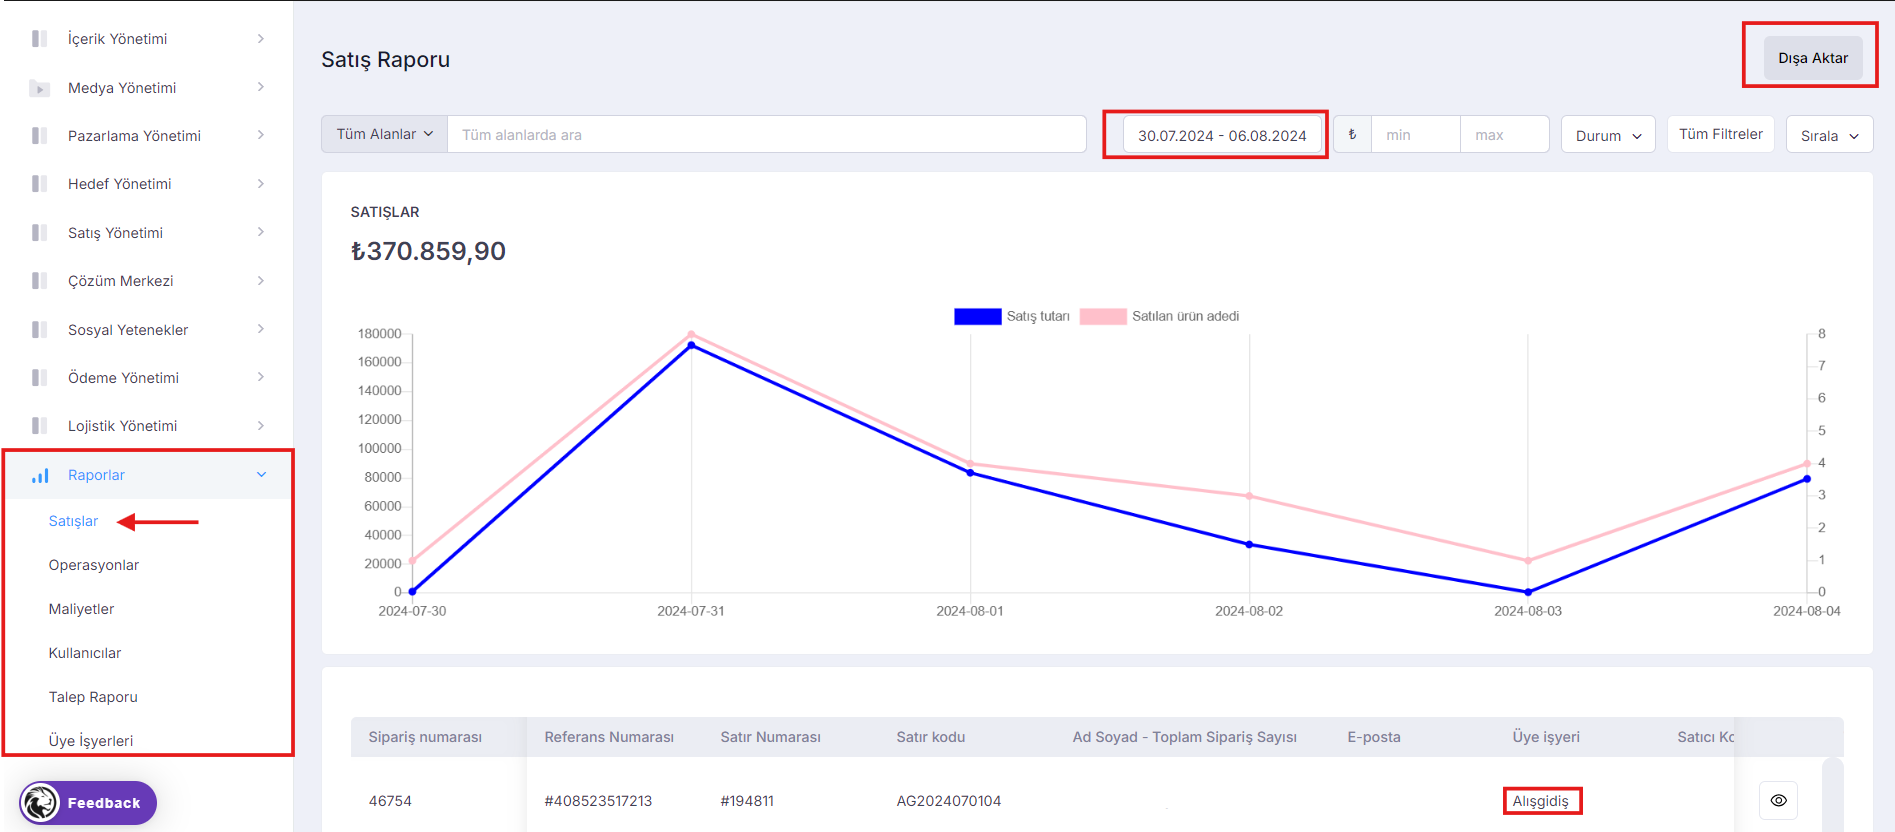 İçerik Yönetimi
Medya Yönetimi
Pazarlama Yönetimi
Hedef Yönetimi
Satış Yönetimi
Çözüm Merkezi
Sosyal Yetenekler
Ödeme Yönetimi
Lojistik Yönetimi
Raporlar
Satışlar
Operasyonlar
Maliyetler
Kullanıcılar
Talep Raporu
Üye İşyerleri
Feedback
Satış Raporu
Dışa Aktar
Tüm Alanlar Tüm alanlarda ara 30.07.2024 - 06.08.2024 ₺ min max Durum Tüm Filtreler Sırala
SATIŞLAR
₺370.859,90
Satış tutarı Satılan ürün adedi
180000 8
160000 7
140000 6
120000 5
100000 4
80000 3
60000 2
40000 1
20000 0
0
2024-07-30 2024-07-31 2024-08-01 2024-08-02 2024-08-03 2024-08-04
Sipariş numarası Referans Numarası Satır Numarası Satır kodu Ad Soyad - Toplam Sipariş Sayısı E-posta Üye işyeri Satıcı Kc
46754 #408523517213 #194811 AG2024070104 Alışgidiş